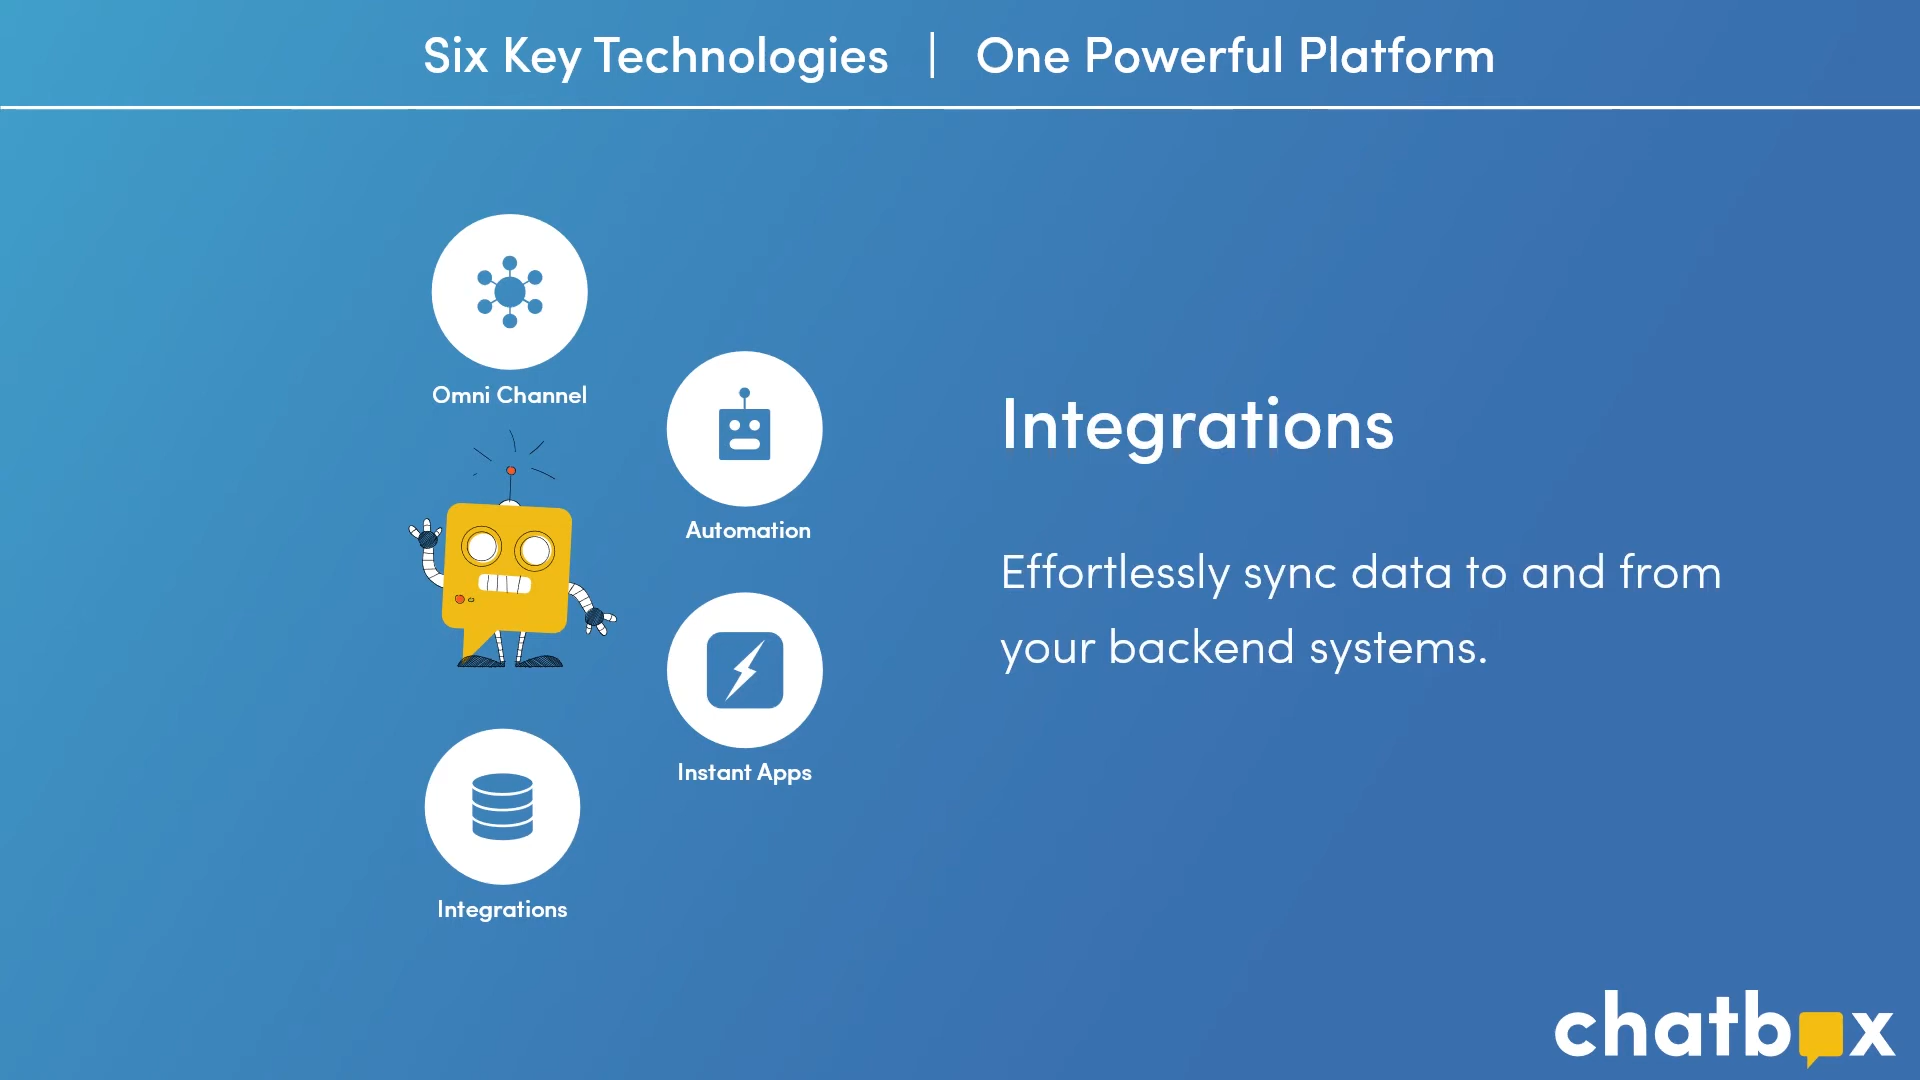 Six Key Technologies | One Powerful Platform
Omni Channel
Automation
Instant Apps
Integrations
Integrations
Effortlessly sync data to and from
your backend systems.
chatbox